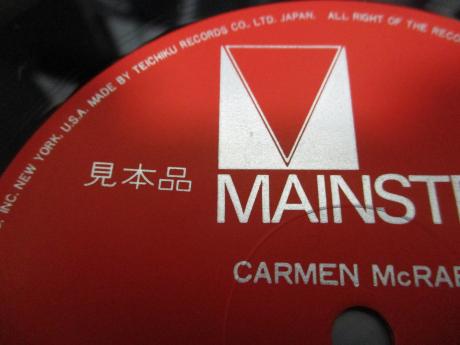 INC. NEW YORK, U.S.A. MADE BY TEICHIKU RECORDS CO., LTD. JAPAN. ALL RIGHT OF THE RECO
見本品
MAINST
CARMEN McRAE